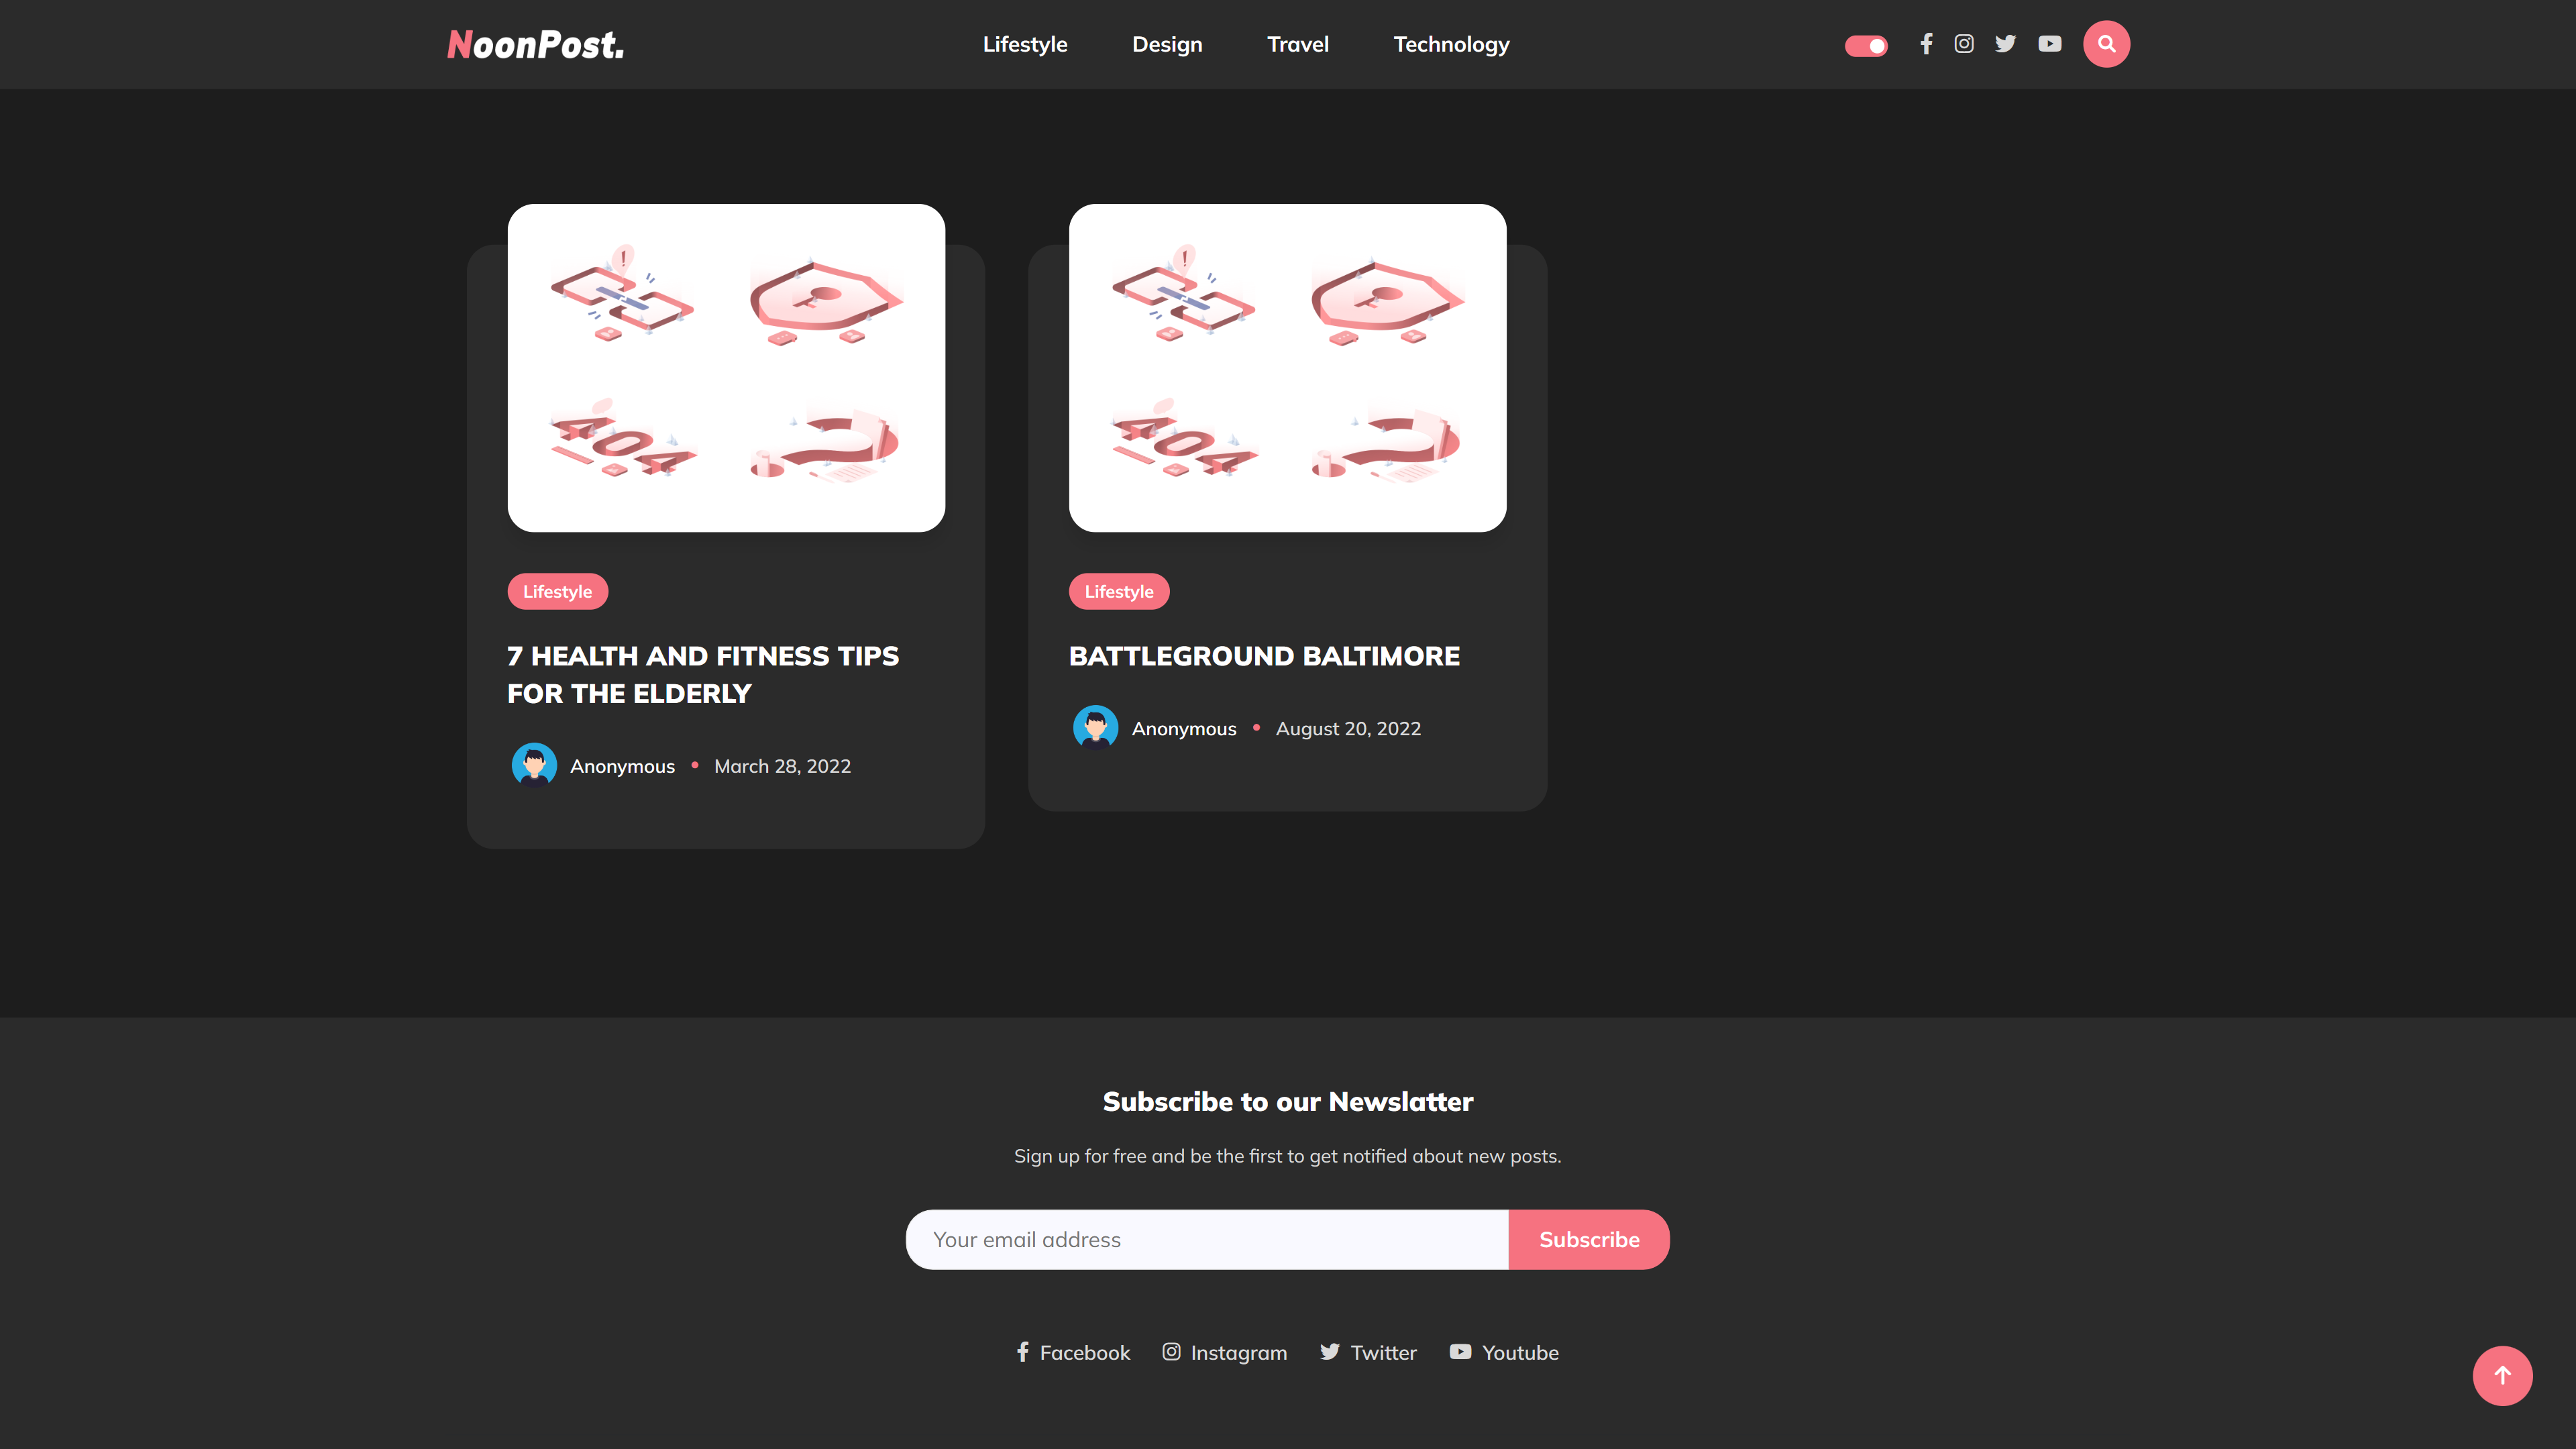 NoonPost.
Lifestyle
Design
Travel
Technology
Lifestyle
7 HEALTH AND FITNESS TIPS
FOR THE ELDERLY
Anonymous • March 28, 2022
Lifestyle
BATTLEGROUND BALTIMORE
Anonymous • August 20, 2022
Subscribe to our Newslatter
Sign up for free and be the first to get notified about new posts.
Your email address
Subscribe
Facebook
Instagram
Twitter
Youtube